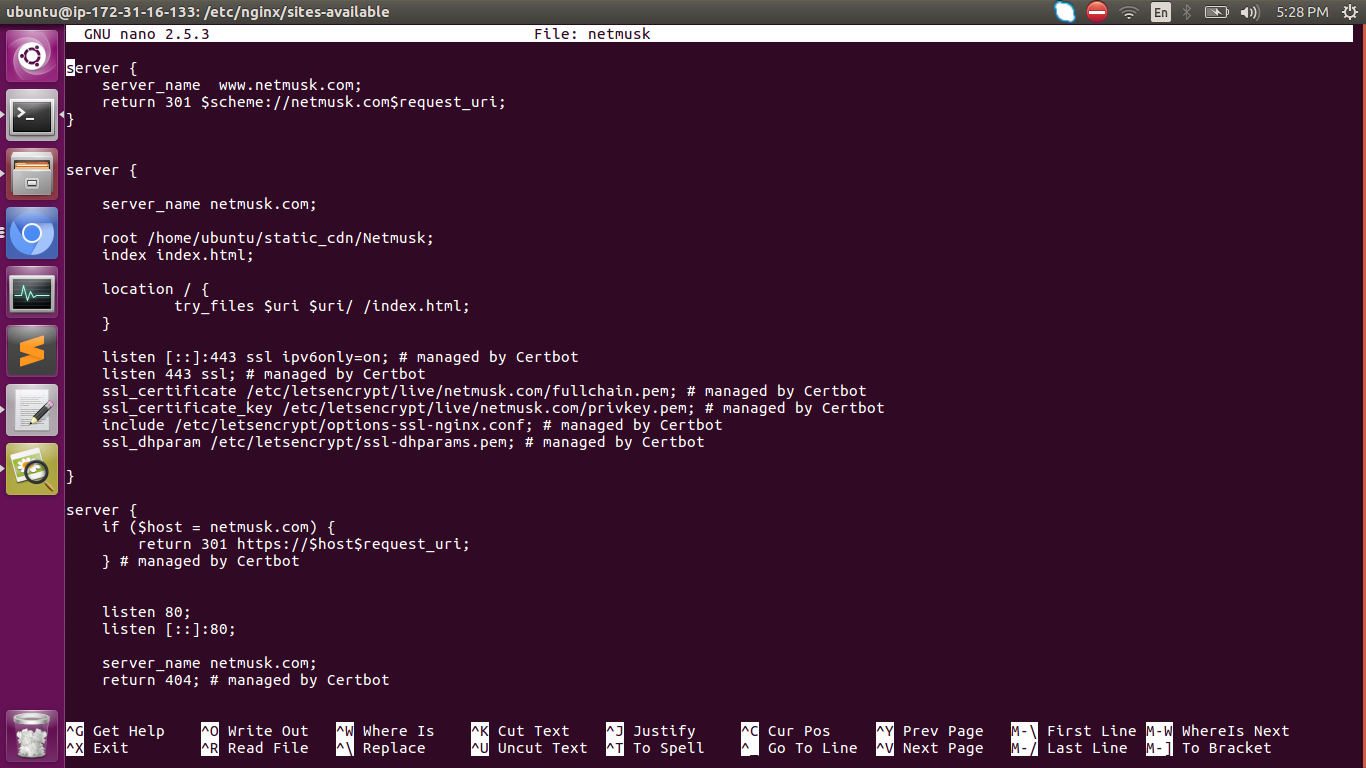 ubuntu@ip-172-31-16-133: /etc/nginx/sites-available En 5:28 PM
GNU nano 2.5.3 File: netmusk
server {
    server_name  www.netmusk.com;
    return 301 $scheme://netmusk.com$request_uri;
}
server {
    server_name netmusk.com;
    root /home/ubuntu/static_cdn/Netmusk;
    index index.html;
    location / {
            try_files $uri $uri/ /index.html;
    }
    listen [::]:443 ssl ipv6only=on; # managed by Certbot
    listen 443 ssl; # managed by Certbot
    ssl_certificate /etc/letsencrypt/live/netmusk.com/fullchain.pem; # managed by Certbot
    ssl_certificate_key /etc/letsencrypt/live/netmusk.com/privkey.pem; # managed by Certbot
    include /etc/letsencrypt/options-ssl-nginx.conf; # managed by Certbot
    ssl_dhparam /etc/letsencrypt/ssl-dhparams.pem; # managed by Certbot
}
server {
    if ($host = netmusk.com) {
        return 301 https://$host$request_uri;
    } # managed by Certbot
    listen 80;
    listen [::]:80;
    server_name netmusk.com;
    return 404; # managed by Certbot
^G Get Help ^O Write Out ^W Where Is ^K Cut Text ^J Justify ^C Cur Pos ^Y Prev Page M-\ First Line M-W WhereIs Next
^X Exit ^R Read File ^\ Replace ^U Uncut Text ^T To Spell ^_ Go To Line ^V Next Page M-/ Last Line M-] To Bracket